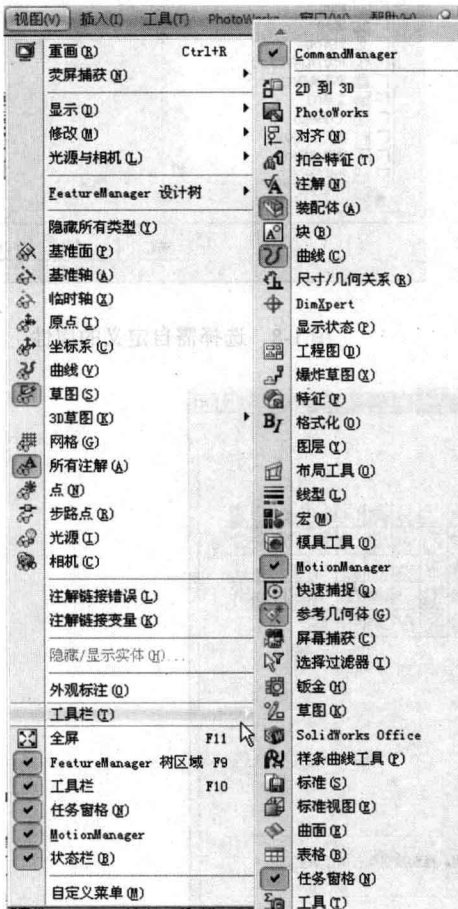 视图(V) 插入(I) 工具(T) PhotoWorks 窗口(W) 帮助(H)
重画(R) Ctrl+R
荧屏捕获(N)
显示(D)
修改(M)
光源与相机(L)
FeatureManager 设计树
隐藏所有类型(Y)
基准面(P)
基准轴(A)
临时轴(X)
原点(I)
坐标系(C)
曲线(V)
草图(S)
3D草图(K)
网格(G)
所有注解(A)
点(N)
步路点(R)
光源(I)
相机(C)
注解链接错误(L)
注解链接变量(K)
隐藏/显示实体(H)...
外观标注(O)
工具栏(T)
全屏 F11
FeatureManager 树区域 F9
工具栏 F10
任务窗格(N)
MotionManager
状态栏(B)
自定义菜单(M)
CommandManager
2D 到 3D
PhotoWorks
对齐(N)
扣合特征(T)
注解(N)
装配体(A)
块(B)
曲线(C)
尺寸/几何关系(R)
DimXpert
显示状态(P)
工程图(D)
爆炸草图(X)
特征(F)
格式化(O)
图层(Y)
布局工具(O)
线型(L)
宏(M)
模具工具(O)
MotionManager
快速捕捉(Q)
参考几何体(G)
屏幕捕获(C)
选择过滤器(I)
钣金(H)
草图(K)
SolidWorks Office
样条曲线工具(P)
标准(S)
标准视图(E)
曲面(E)
表格(B)
任务窗格(N)
工具(T)